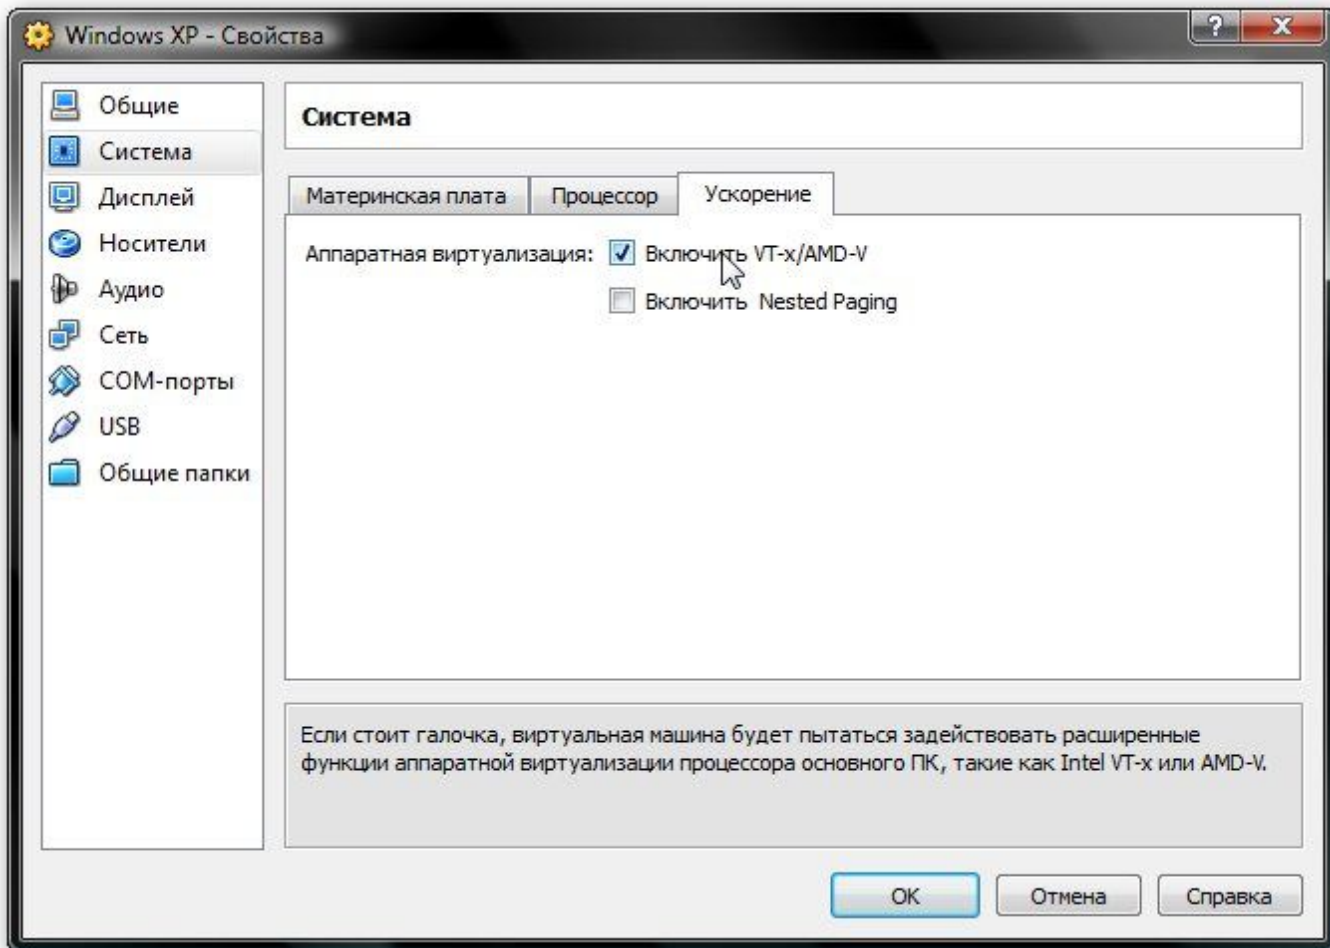 Windows XP - Свойства
?
X
Общие
Система
Дисплей
Носители
Аудио
Сеть
COM-порты
USB
Общие папки
Система
Материнская плата
Процессор
Ускорение
Аппаратная виртуализация:
Включить VT-x/AMD-V
Включить Nested Paging
Если стоит галочка, виртуальная машина будет пытаться задействовать расширенные
функции аппаратной виртуализации процессора основного ПК, такие как Intel VT-x или AMD-V.
OK
Отмена
Справка